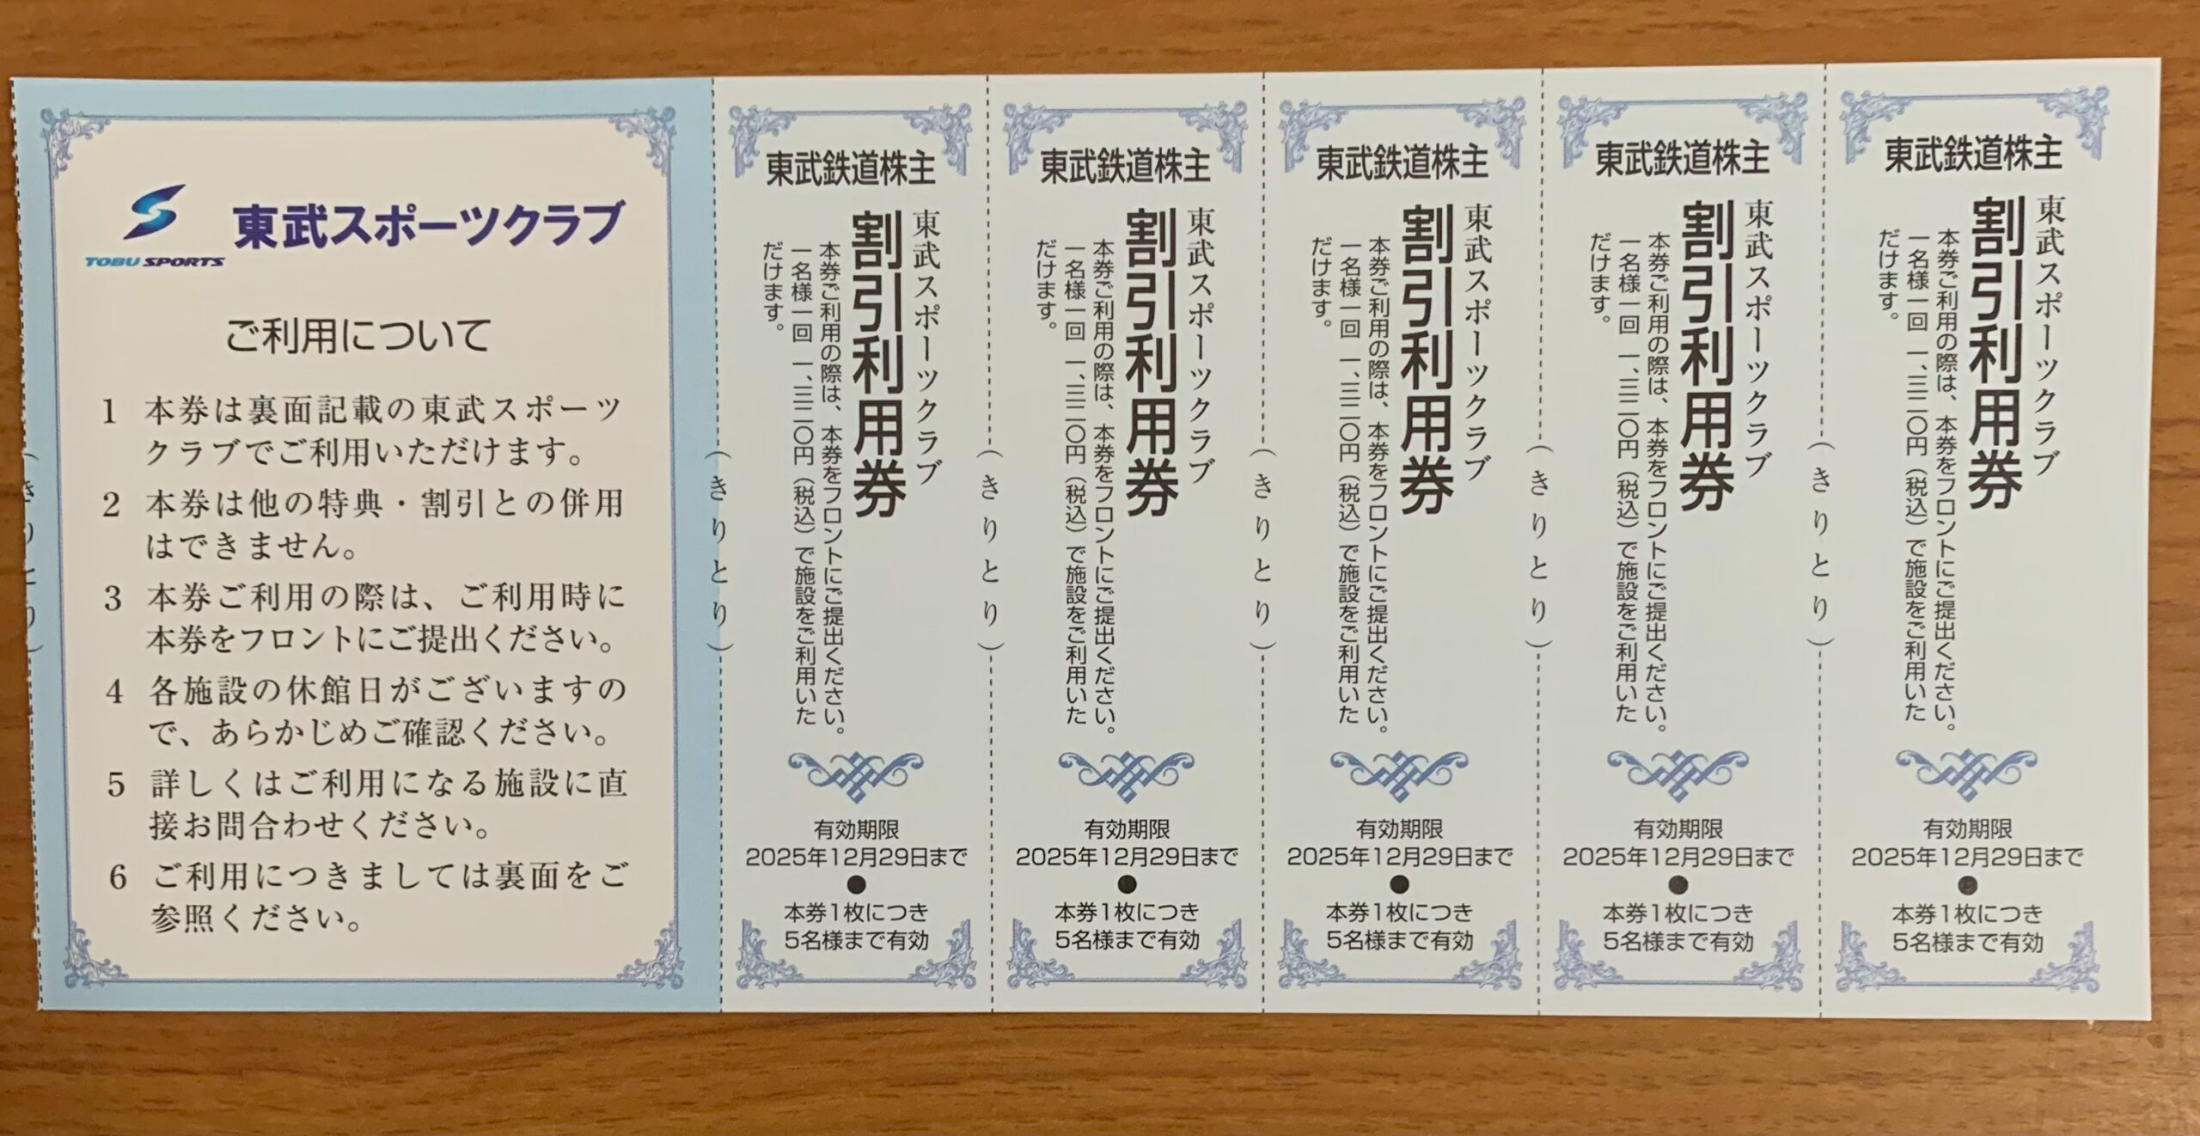 TOBU SPORTS
東武スポーツクラブ
ご利用について
1 本券は裏面記載の東武スポーツ
クラブでご利用いただけます。
2 本券は他の特典・割引との併用
はできません。
3 本券ご利用の際は、ご利用時に
本券をフロントにご提出ください。
4 各施設の休館日がございますの
で、あらかじめご確認ください。
5 詳しくはご利用になる施設に直
接お問合わせください。
6 ご利用につきましては裏面をご
参照ください。
(きりとり)
(きりとり)
東武鉄道株主
東武スポーツクラブ
割引利用券
本券ご利用の際は、本券をフロントにご提出ください。
一名様一回 一、三二〇円(税込)で施設をご利用いた
だけます。
有効期限
2025年12月29日まで
●
本券1枚につき
5名様まで有効
(きりとり)
東武鉄道株主
東武スポーツクラブ
割引利用券
本券ご利用の際は、本券をフロントにご提出ください。
一名様一回 一、三二〇円(税込)で施設をご利用いた
だけます。
有効期限
2025年12月29日まで
●
本券1枚につき
5名様まで有効
(きりとり)
東武鉄道株主
東武スポーツクラブ
割引利用券
本券ご利用の際は、本券をフロントにご提出ください。
一名様一回 一、三二〇円(税込)で施設をご利用いた
だけます。
有効期限
2025年12月29日まで
●
本券1枚につき
5名様まで有効
(きりとり)
東武鉄道株主
東武スポーツクラブ
割引利用券
本券ご利用の際は、本券をフロントにご提出ください。
一名様一回 一、三二〇円(税込)で施設をご利用いた
だけます。
有効期限
2025年12月29日まで
●
本券1枚につき
5名様まで有効
(きりとり)
東武鉄道株主
東武スポーツクラブ
割引利用券
本券ご利用の際は、本券をフロントにご提出ください。
一名様一回 一、三二〇円(税込)で施設をご利用いた
だけます。
有効期限
2025年12月29日まで
●
本券1枚につき
5名様まで有効